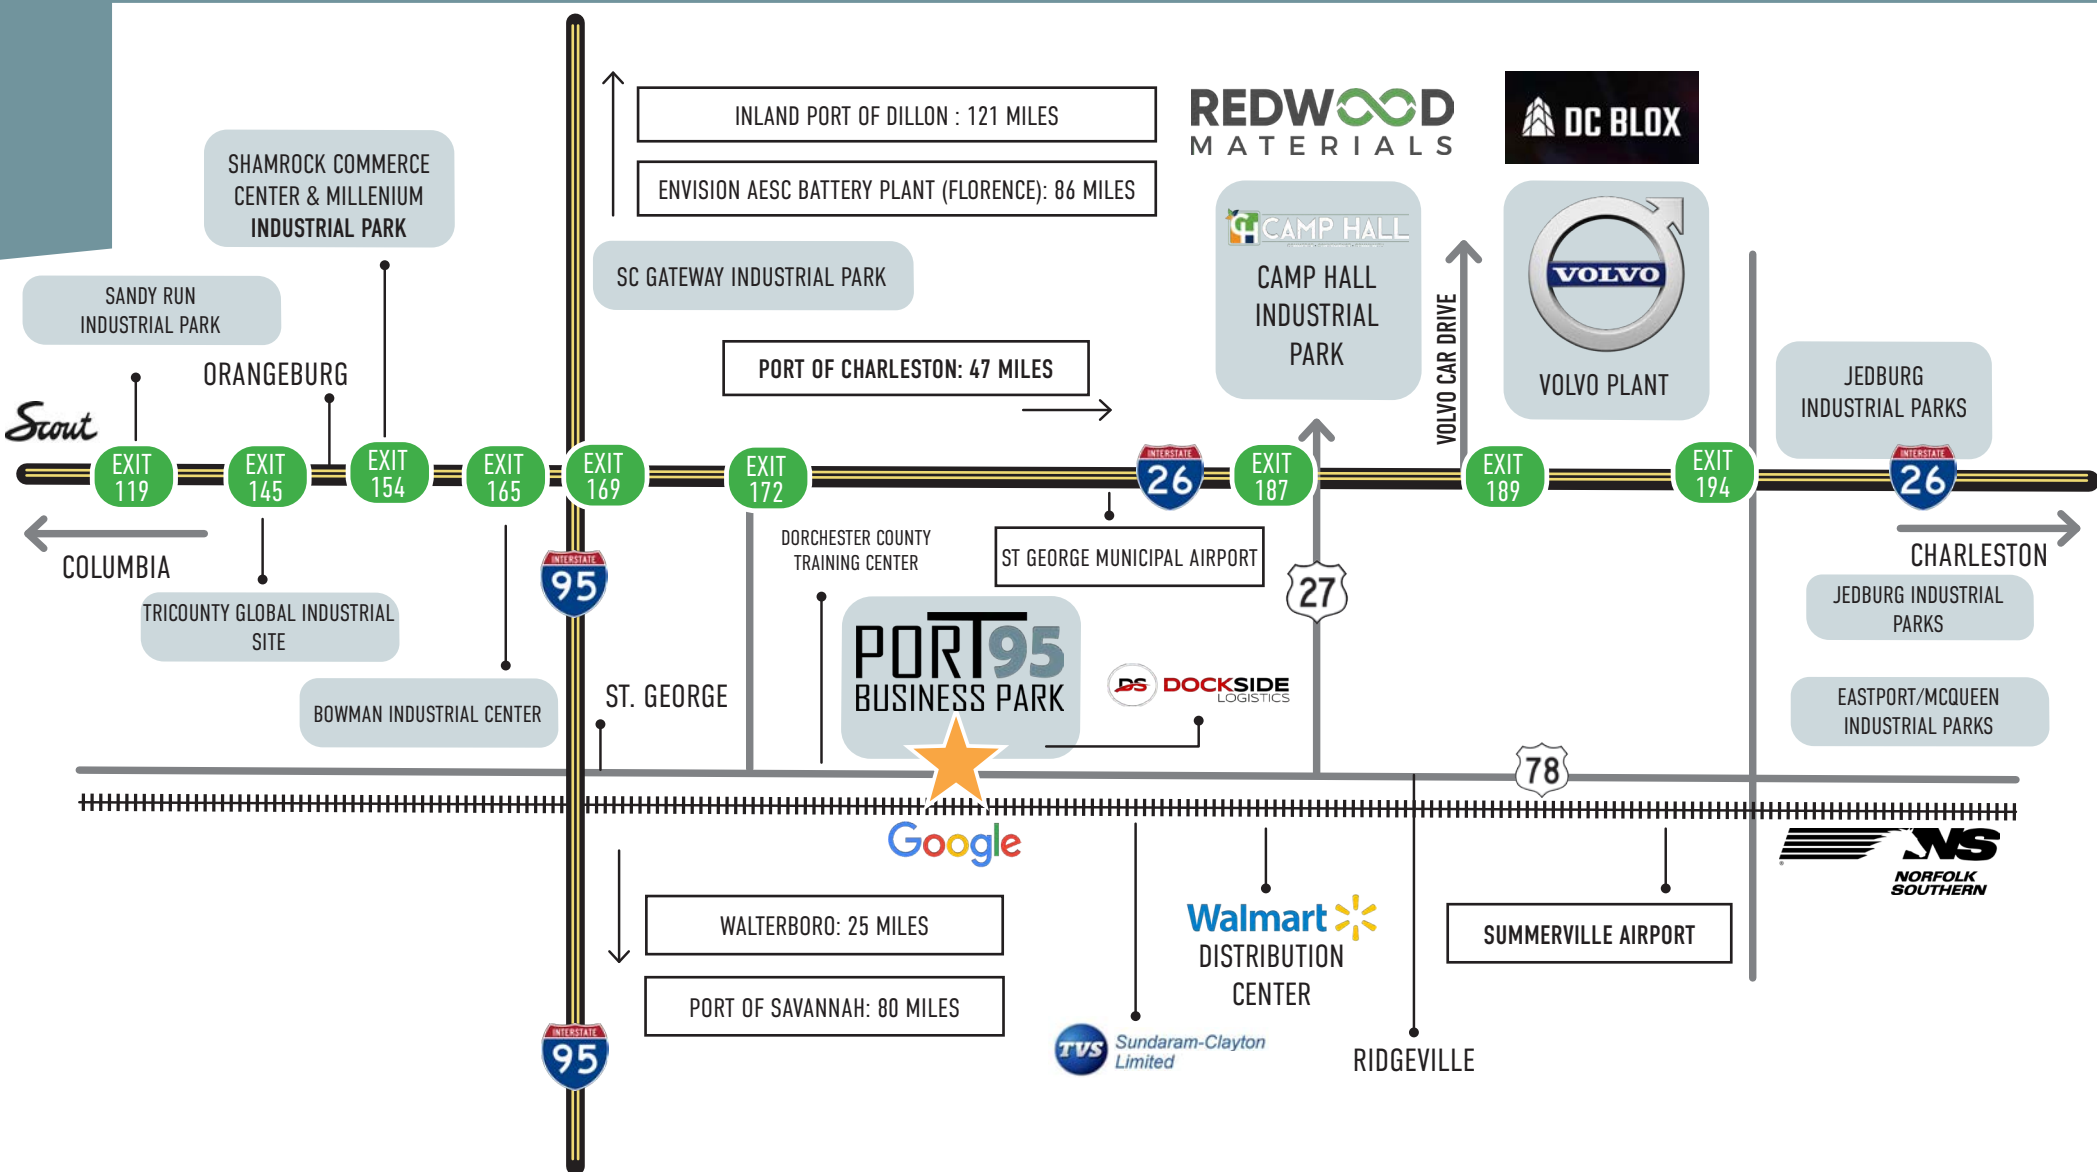 INLAND PORT OF DILLON : 121 MILES
ENVISION AESC BATTERY PLANT (FLORENCE): 86 MILES
REDWOOD
MATERIALS
DC BLOX
SHAMROCK COMMERCE
CENTER & MILLENIUM
INDUSTRIAL PARK
SC GATEWAY INDUSTRIAL PARK
CH CAMP HALL
CAMP HALL
INDUSTRIAL
PARK
VOLVO CAR DRIVE
VOLVO
VOLVO PLANT
SANDY RUN
INDUSTRIAL PARK
ORANGEBURG
PORT OF CHARLESTON: 47 MILES
JEDBURG
INDUSTRIAL PARKS
Scout
EXIT
119
EXIT
145
EXIT
154
EXIT
165
EXIT
169
EXIT
172
INTERSTATE
26
EXIT
187
EXIT
189
EXIT
194
INTERSTATE
26
COLUMBIA
CHARLESTON
DORCHESTER COUNTY
TRAINING CENTER
ST GEORGE MUNICIPAL AIRPORT
INTERSTATE
95
27
TRICOUNTY GLOBAL INDUSTRIAL
SITE
JEDBURG INDUSTRIAL
PARKS
PORT95
BUSINESS PARK
DS DOCKSIDE
LOGISTICS
BOWMAN INDUSTRIAL CENTER
ST. GEORGE
EASTPORT/MCQUEEN
INDUSTRIAL PARKS
78
Google
NS
NORFOLK
SOUTHERN
WALTERBORO: 25 MILES
Walmart
DISTRIBUTION
CENTER
SUMMERVILLE AIRPORT
PORT OF SAVANNAH: 80 MILES
INTERSTATE
95
TVS Sundaram-Clayton
Limited
RIDGEVILLE